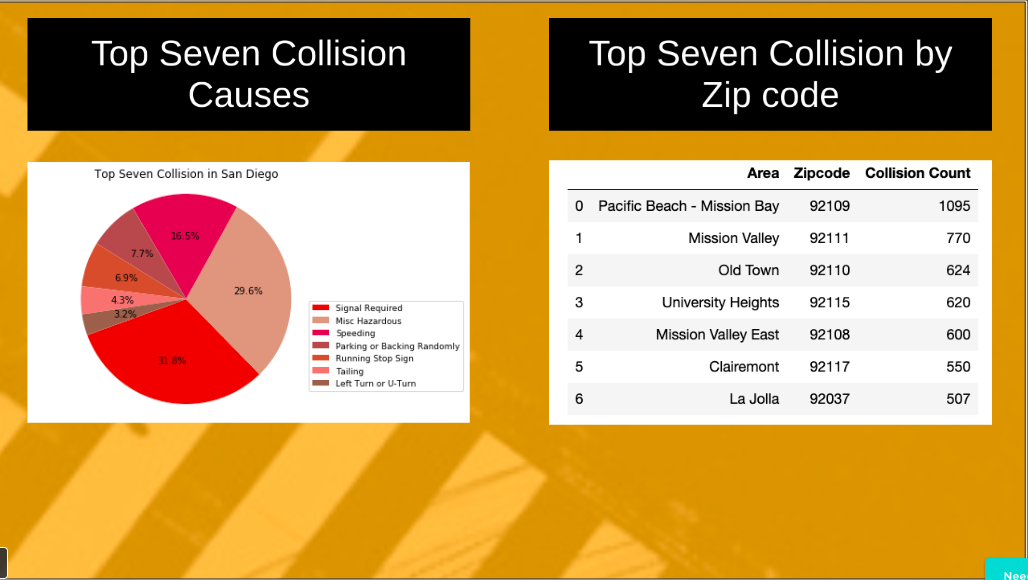 Top Seven Collision
Causes
Top Seven Collision in San Diego
16.5%
7.7%
6.9%
4.3%
3.2%
29.6%
31.8%
Signal Required
Misc Hazardous
Speeding
Parking or Backing Randomly
Running Stop Sign
Tailing
Left Turn or U-Turn
Top Seven Collision by
Zip code
Area Zipcode Collision Count
0 Pacific Beach - Mission Bay 92109 1095
1 Mission Valley 92111 770
2 Old Town 92110 624
3 University Heights 92115 620
4 Mission Valley East 92108 600
5 Clairemont 92117 550
6 La Jolla 92037 507